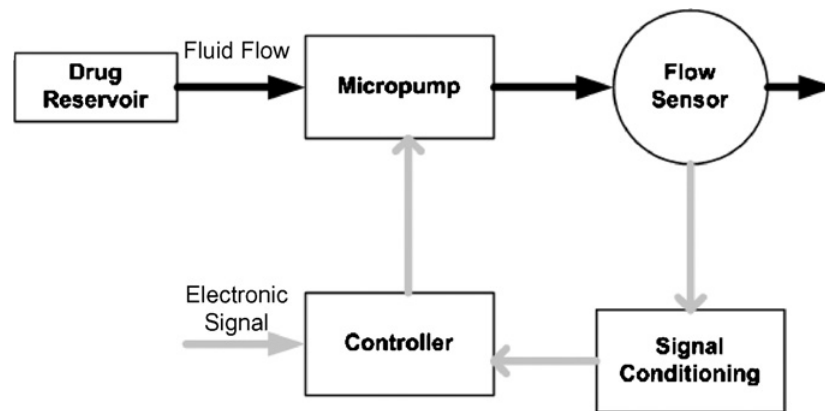 Fluid Flow
Drug
Reservoir
Micropump
Flow
Sensor
Electronic
Signal
Controller
Signal
Conditioning